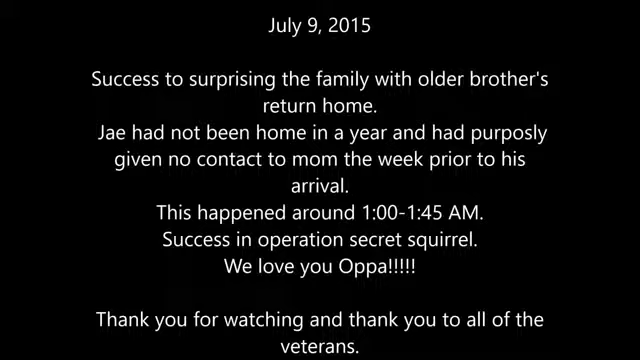 July 9, 2015
Success to surprising the family with older brother's
return home.
Jae had not been home in a year and had purposly
given no contact to mom the week prior to his
arrival.
This happened around 1:00-1:45 AM.
Success in operation secret squirrel.
We love you Oppa!!!!!
Thank you for watching and thank you to all of the
veterans.